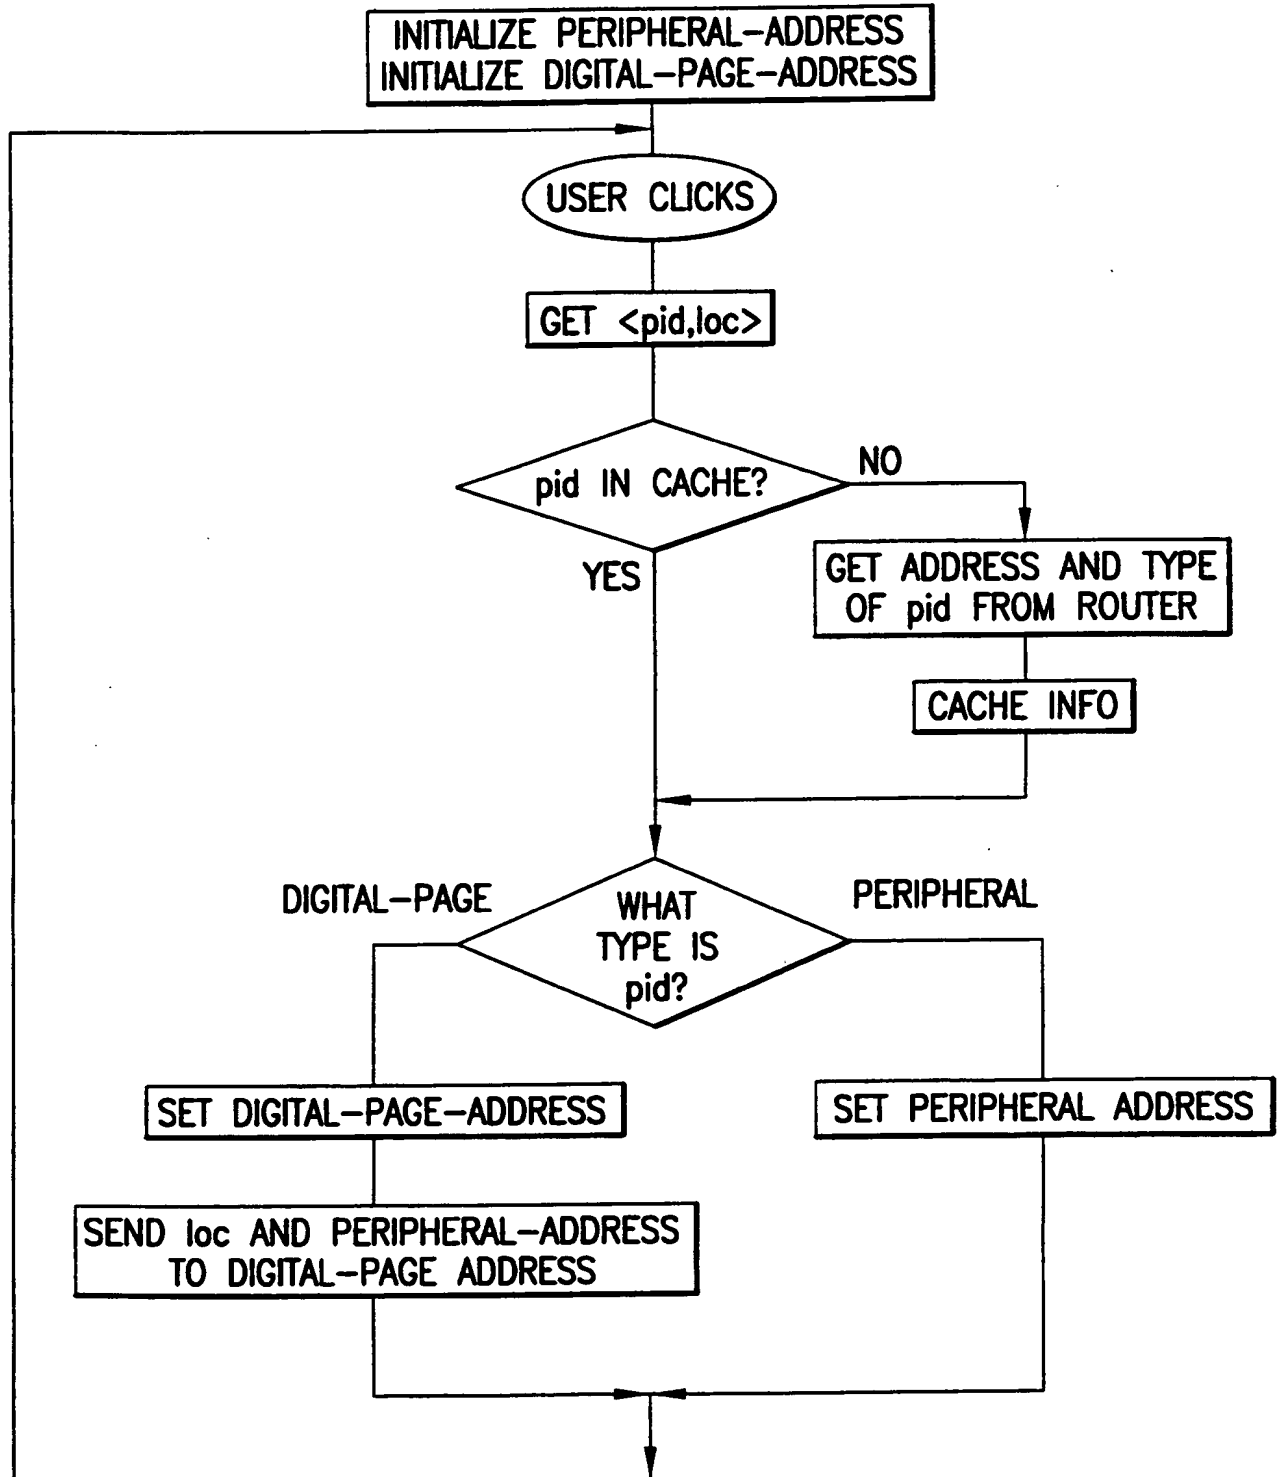 INITIALIZE PERIPHERAL-ADDRESS
INITIALIZE DIGITAL-PAGE-ADDRESS
USER CLICKS
GET <pid,loc>
pid IN CACHE?
NO
YES
GET ADDRESS AND TYPE
OF pid FROM ROUTER
CACHE INFO
DIGITAL-PAGE
WHAT
TYPE IS
pid?
PERIPHERAL
SET DIGITAL-PAGE-ADDRESS
SET PERIPHERAL ADDRESS
SEND loc AND PERIPHERAL-ADDRESS
TO DIGITAL-PAGE ADDRESS